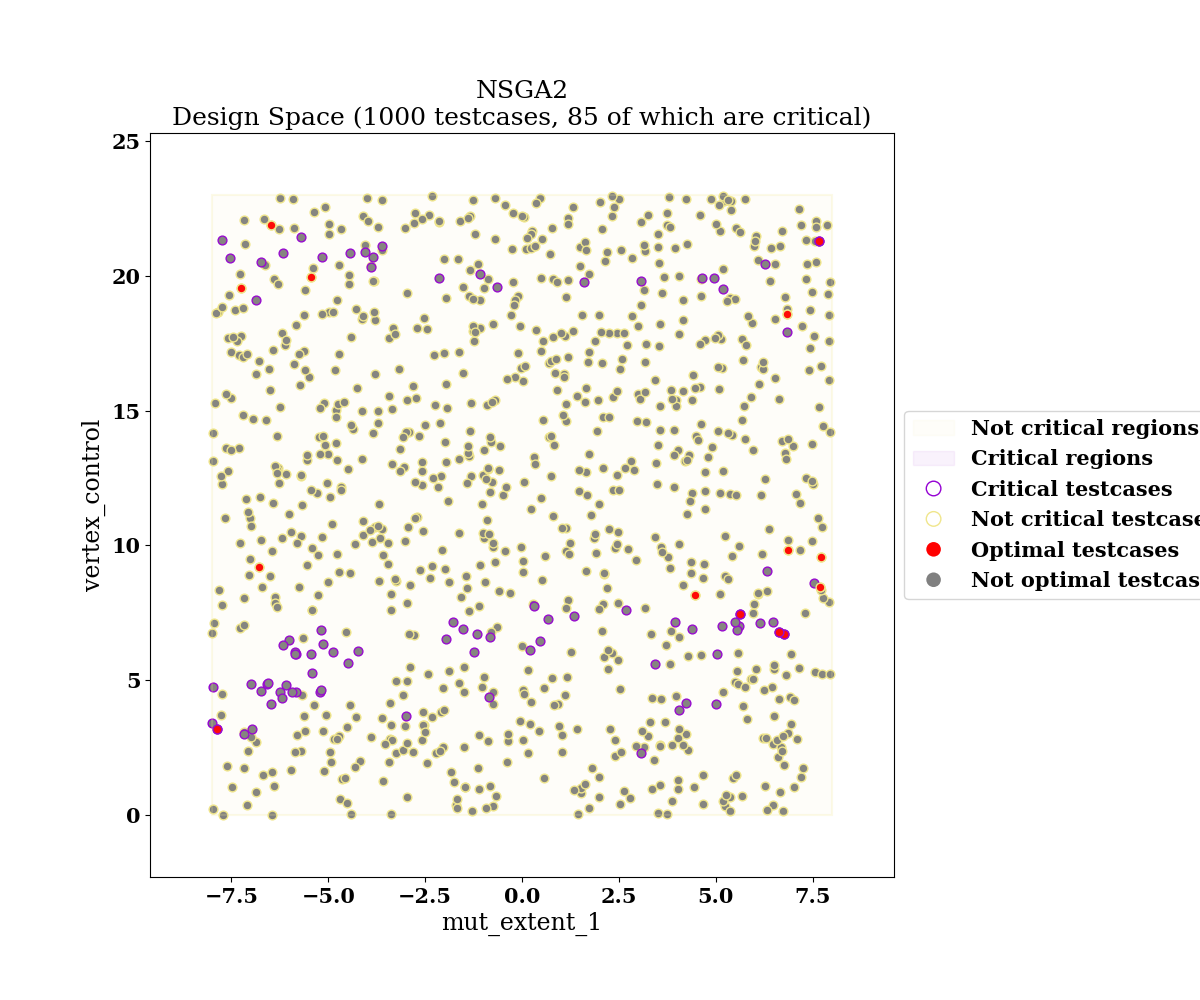 NSGA2
Design Space (1000 testcases, 85 of which are critical)
25
20
15
10
5
0
vertex_control
−7.5 −5.0 −2.5 0.0 2.5 5.0 7.5
mut_extent_1
Not critical regions
Critical regions
Critical testcases
Not critical testcase
Optimal testcases
Not optimal testcas